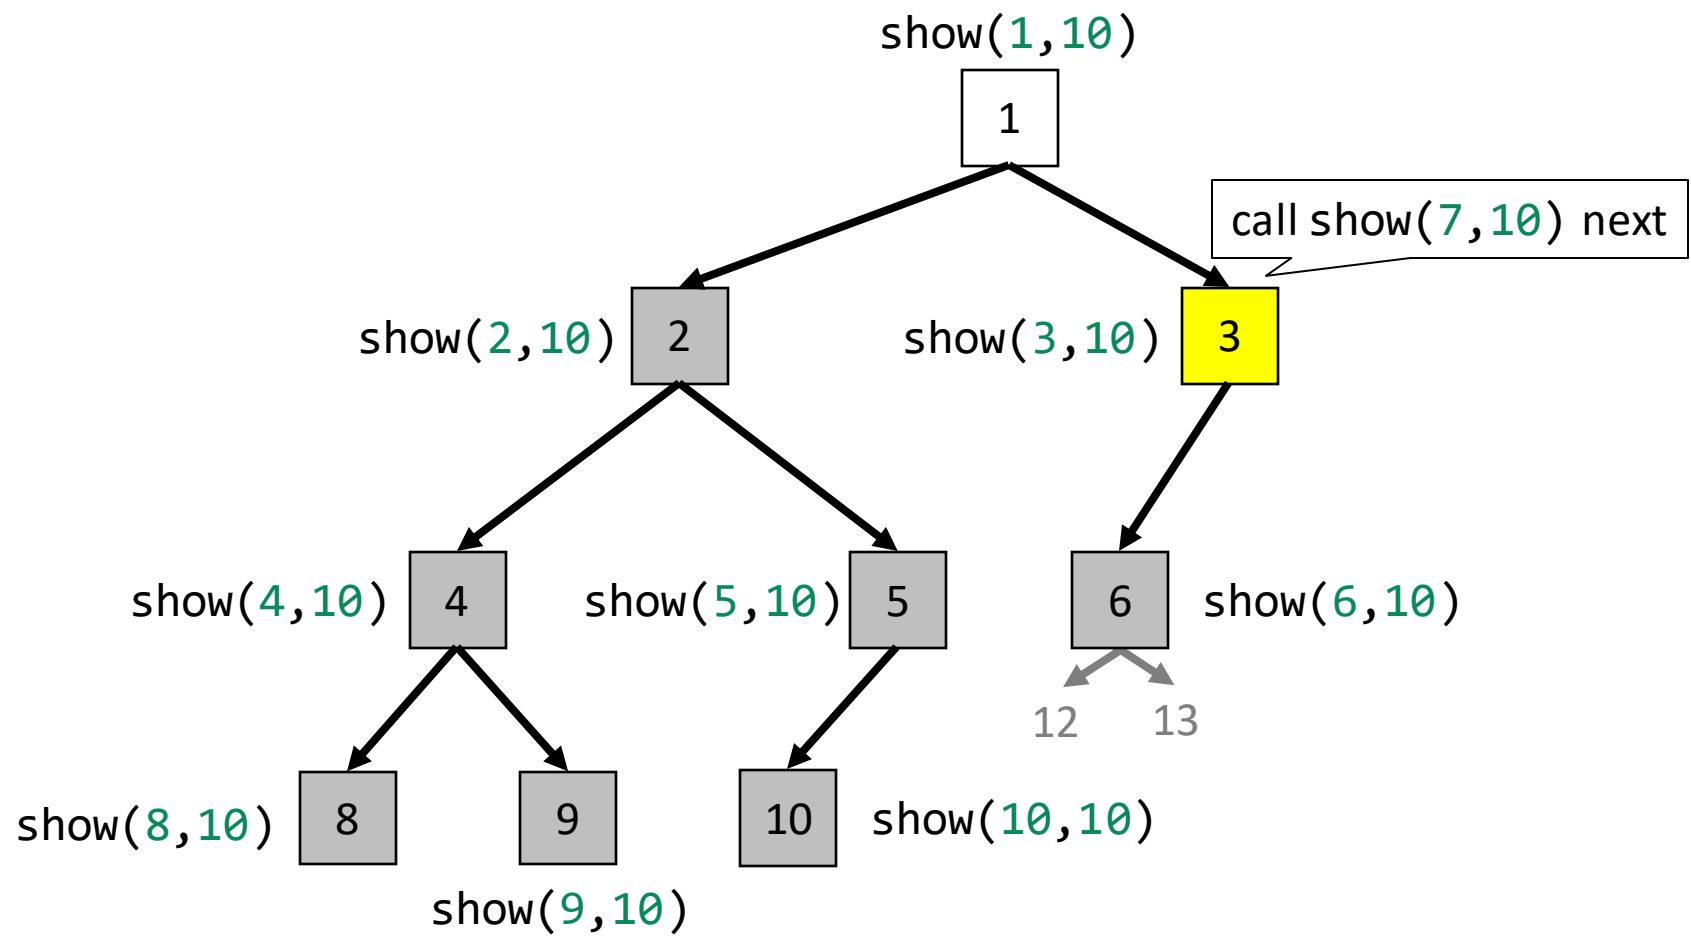 show(1,10)
1
call show(7,10) next
show(2,10)
2
show(3,10)
3
show(4,10)
4
show(5,10)
5
6
show(6,10)
12
13
show(8,10)
8
9
10
show(10,10)
show(9,10)